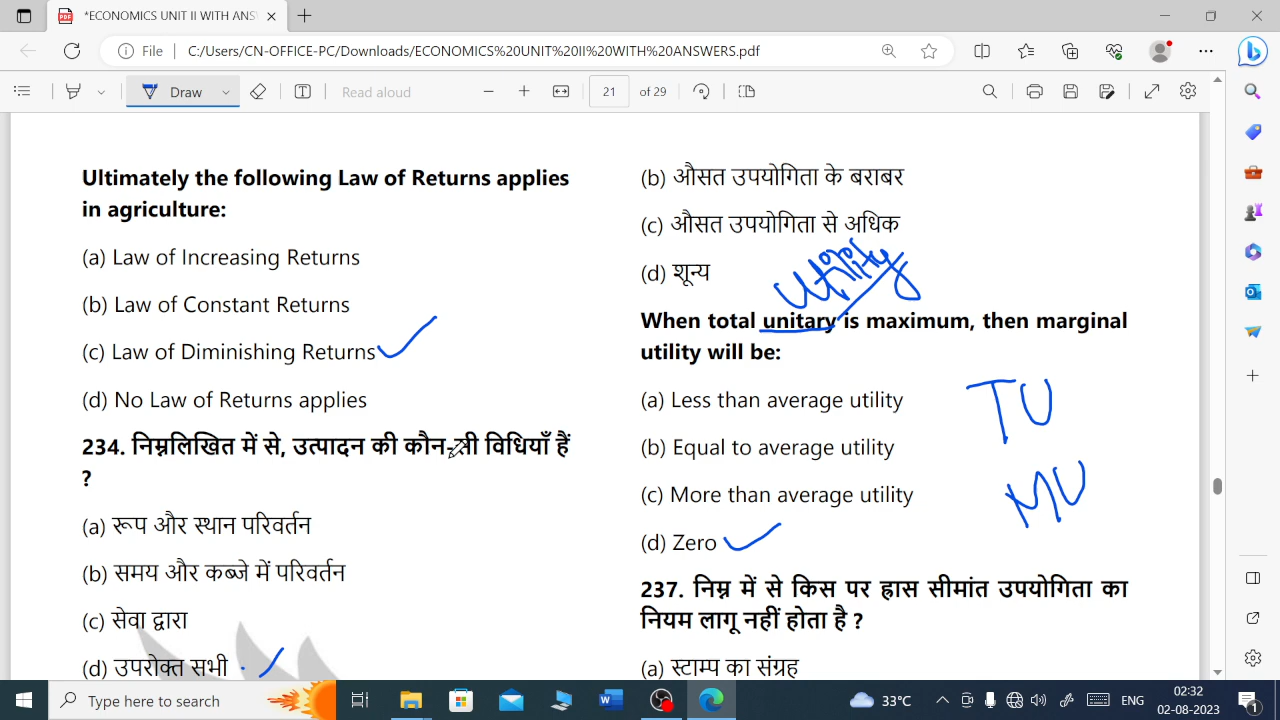 *ECONOMICS UNIT II WITH ANS
File
C:/Users/CN-OFFICE-PC/Downloads/ECONOMICS%20UNIT%20II%20WITH%20ANSWERS.pdf
Draw
Read aloud
21
of 29
Ultimately the following Law of Returns applies
in agriculture:
(a) Law of Increasing Returns
(b) Law of Constant Returns
(c) Law of Diminishing Returns
(d) No Law of Returns applies
234. निम्नलिखित में से, उत्पादन की कौन-सी विधियाँ हैं
?
(a) रूप और स्थान परिवर्तन
(b) समय और कब्जे में परिवर्तन
(c) सेवा द्वारा
(d) उपरोक्त सभी
(b) औसत उपयोगिता के बराबर
(c) औसत उपयोगिता से अधिक
(d) शून्य
utility
When total unitary is maximum, then marginal
utility will be:
(a) Less than average utility
(b) Equal to average utility
(c) More than average utility
(d) Zero
TU
MU
237. निम्न में से किस पर ह्रास सीमांत उपयोगिता का
नियम लागू नहीं होता है ?
(a) स्टाम्प का संग्रह
Type here to search
33°C
ENG
02:32
02-08-2023
1